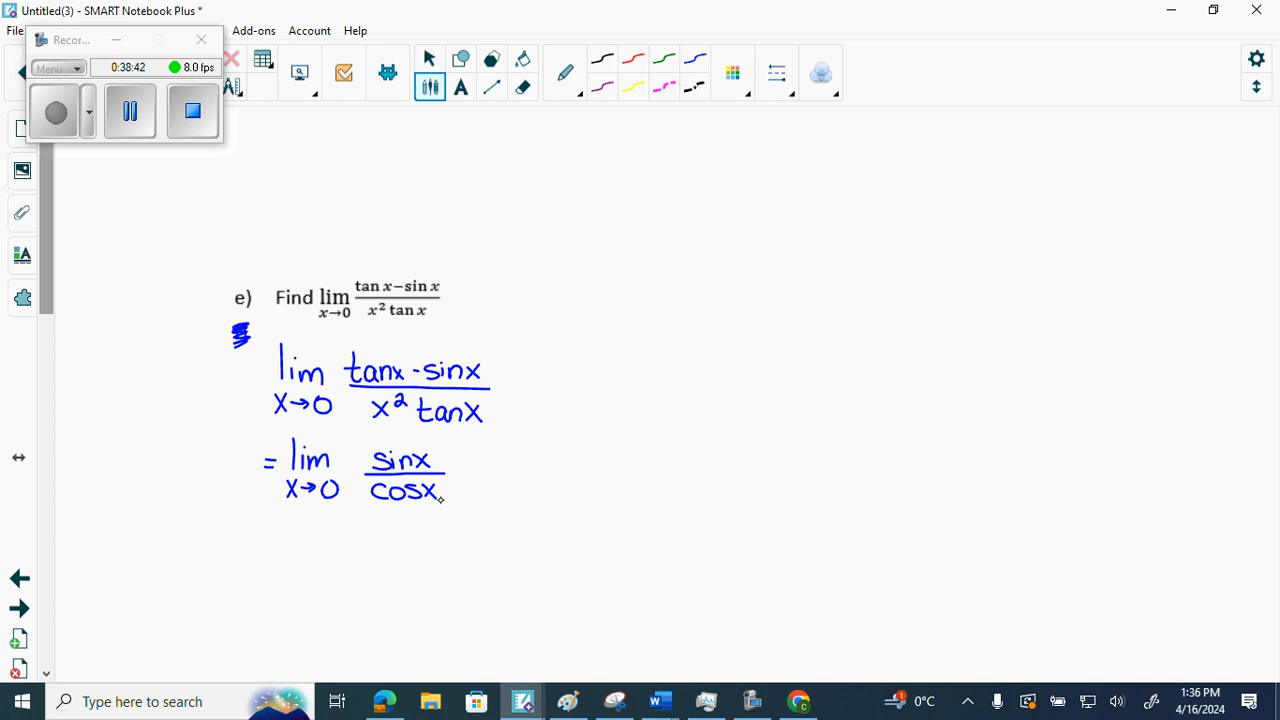 Untitled(3) - SMART Notebook Plus *
File
Add-ons
Account
Help
Recor...
Menu
0:38:42
8.0 fps
e) Find lim x→0 (tan x−sin x)/(x² tan x)
lim x→0 (tanx - sinx)/(x² tanx)
= lim x→0 sinx/cosx
Type here to search
0°C
1:36 PM
4/16/2024